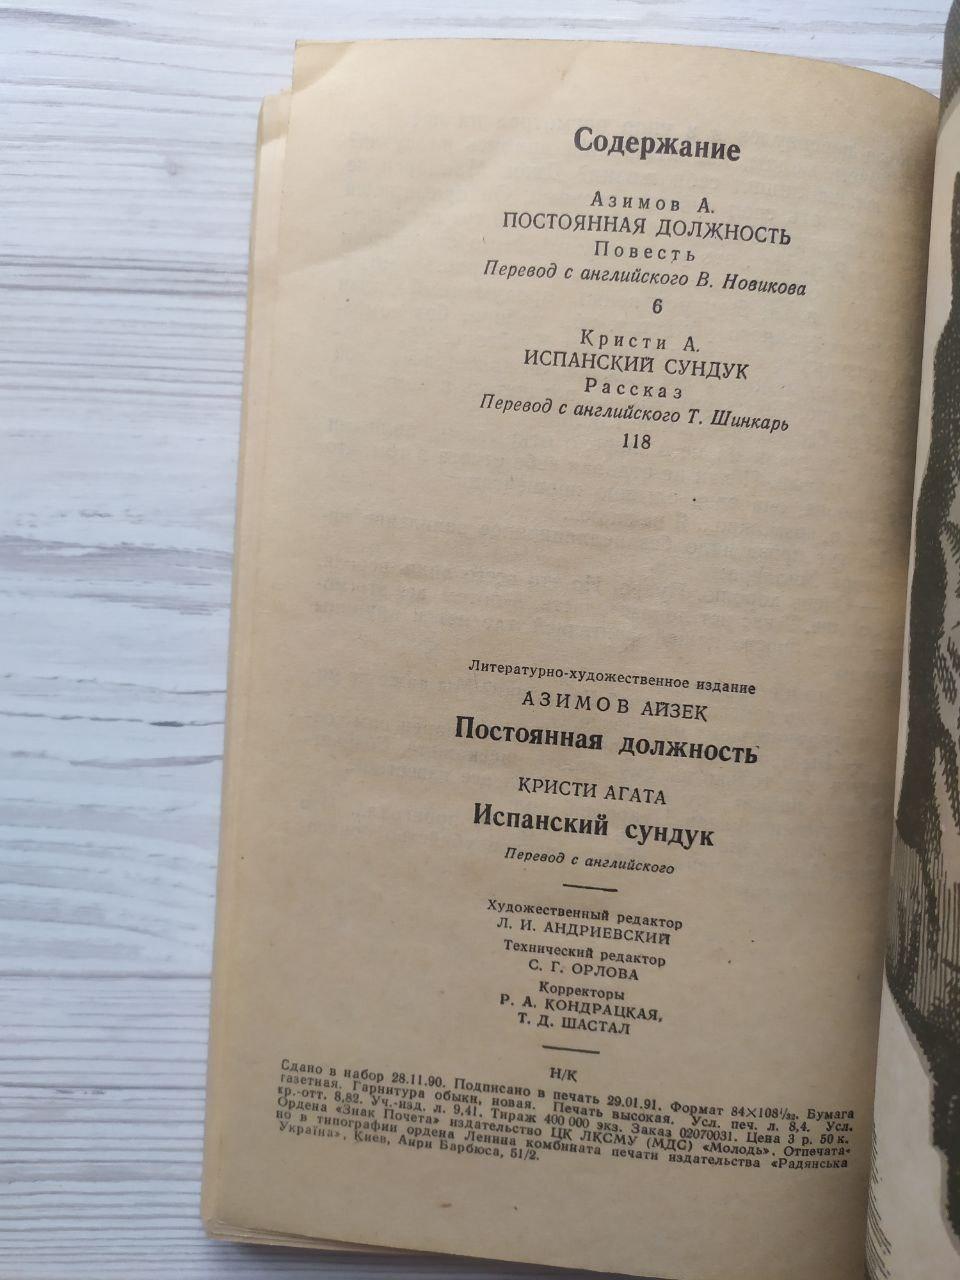 Содержание
Азимов А.
ПОСТОЯННАЯ ДОЛЖНОСТЬ
Повесть
Перевод с английского В. Новикова
6
Кристи А.
ИСПАНСКИЙ СУНДУК
Рассказ
Перевод с английского Т. Шинкарь
118
Литературно-художественное издание
АЗИМОВ АЙЗЕК
Постоянная должность
КРИСТИ АГАТА
Испанский сундук
Перевод с английского
Художественный редактор
Л. И. АНДРИЕВСКИЙ
Технический редактор
С. Г. ОРЛОВА
Корректоры
Р. А. КОНДРАЦКАЯ,
Т. Д. ШАСТАЛ
Н/К
Сдано в набор 28.11.90. Подписано в печать 29.01.91. Формат 84×108¹/₃₂. Бумага
газетная. Гарнитура обыкн, новая. Печать высокая. Усл. печ. л. 8,4. Усл.
кр.-отт. 8,82. Уч.-изд. л. 9,41. Тираж 400 000 экз. Заказ 02070031. Цена 3 р. 50 к.
Ордена «Знак Почета» издательство ЦК ЛКСМУ (МДС) «Молодь». Отпечата-
но в типографии ордена Ленина комбината печати издательства «Радянська
Україна», Киев, Анри Барбюса, 51/2.